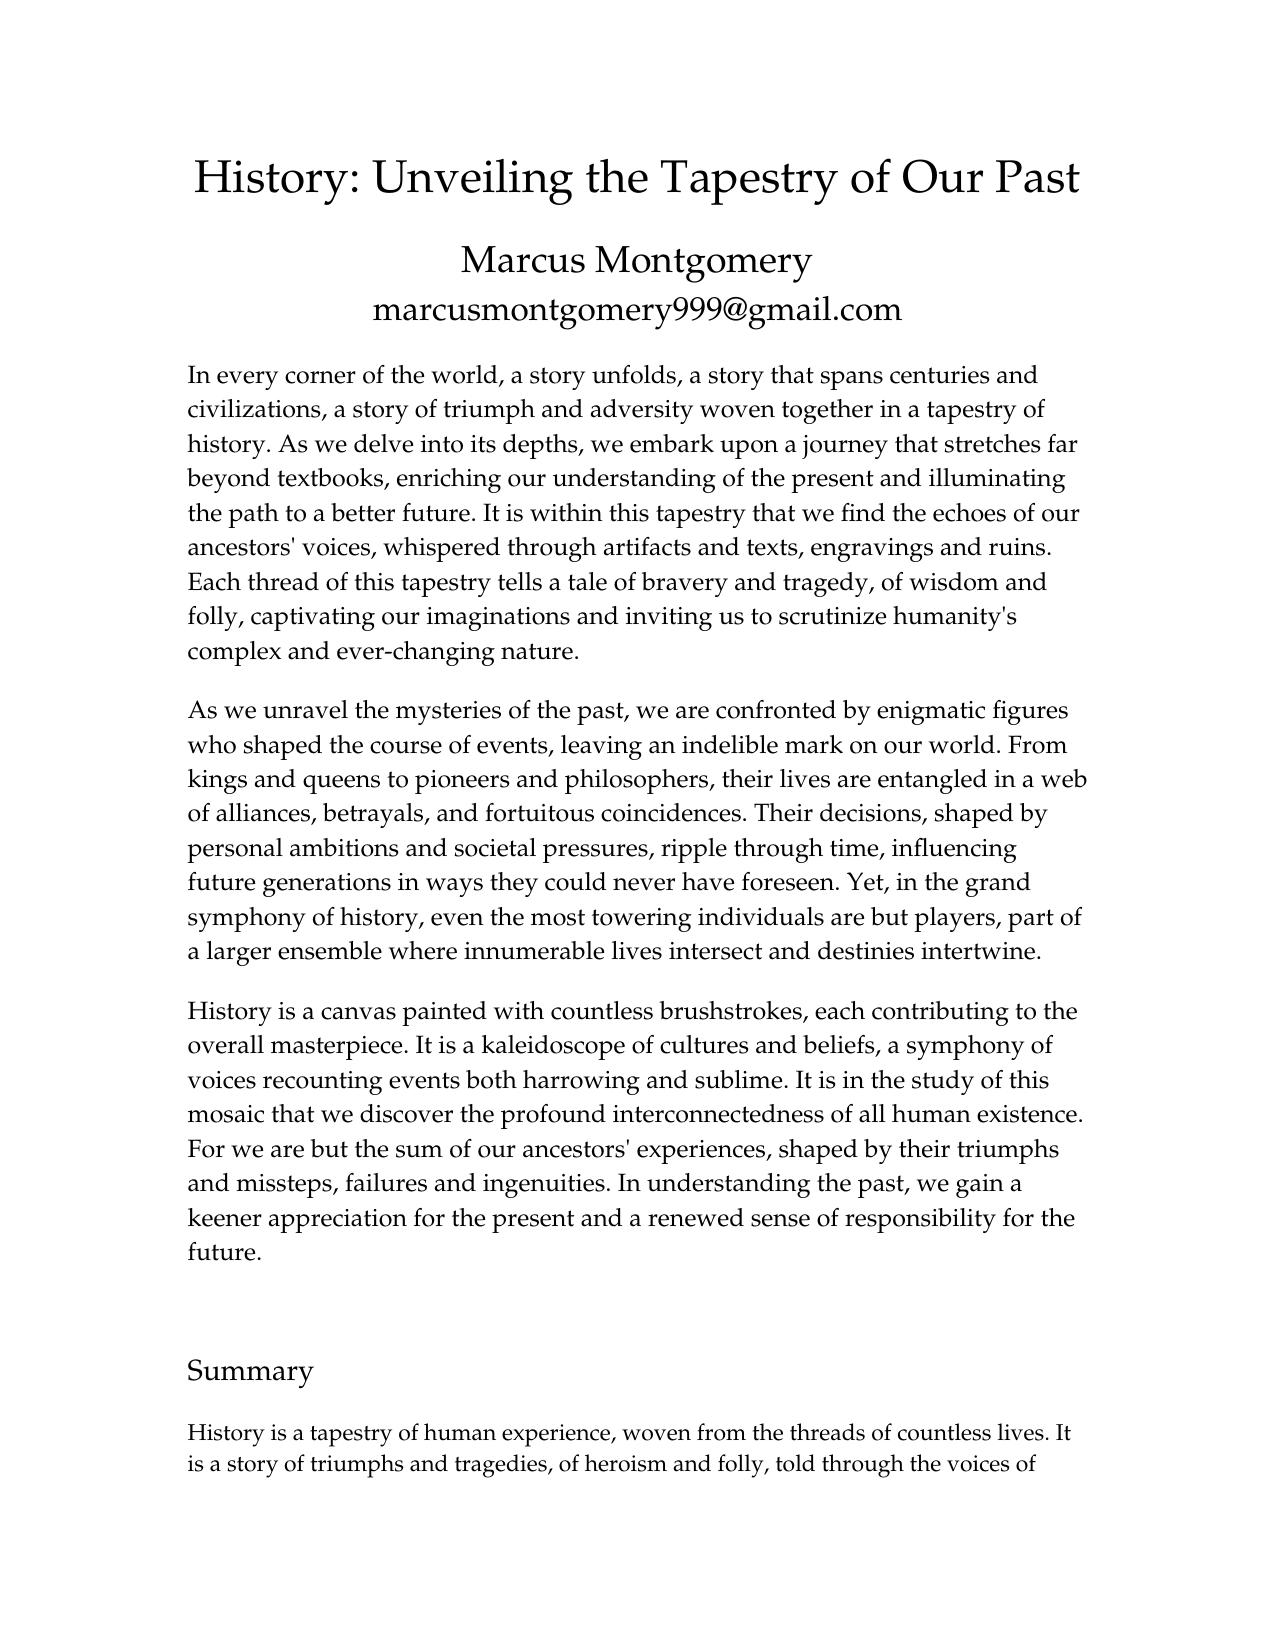 History: Unveiling the Tapestry of Our Past
Marcus Montgomery
marcusmontgomery999@gmail.com
In every corner of the world, a story unfolds, a story that spans centuries and
civilizations, a story of triumph and adversity woven together in a tapestry of
history. As we delve into its depths, we embark upon a journey that stretches far
beyond textbooks, enriching our understanding of the present and illuminating
the path to a better future. It is within this tapestry that we find the echoes of our
ancestors' voices, whispered through artifacts and texts, engravings and ruins.
Each thread of this tapestry tells a tale of bravery and tragedy, of wisdom and
folly, captivating our imaginations and inviting us to scrutinize humanity's
complex and ever-changing nature.
As we unravel the mysteries of the past, we are confronted by enigmatic figures
who shaped the course of events, leaving an indelible mark on our world. From
kings and queens to pioneers and philosophers, their lives are entangled in a web
of alliances, betrayals, and fortuitous coincidences. Their decisions, shaped by
personal ambitions and societal pressures, ripple through time, influencing
future generations in ways they could never have foreseen. Yet, in the grand
symphony of history, even the most towering individuals are but players, part of
a larger ensemble where innumerable lives intersect and destinies intertwine.
History is a canvas painted with countless brushstrokes, each contributing to the
overall masterpiece. It is a kaleidoscope of cultures and beliefs, a symphony of
voices recounting events both harrowing and sublime. It is in the study of this
mosaic that we discover the profound interconnectedness of all human existence.
For we are but the sum of our ancestors' experiences, shaped by their triumphs
and missteps, failures and ingenuities. In understanding the past, we gain a
keener appreciation for the present and a renewed sense of responsibility for the
future.
Summary
History is a tapestry of human experience, woven from the threads of countless lives. It
is a story of triumphs and tragedies, of heroism and folly, told through the voices of